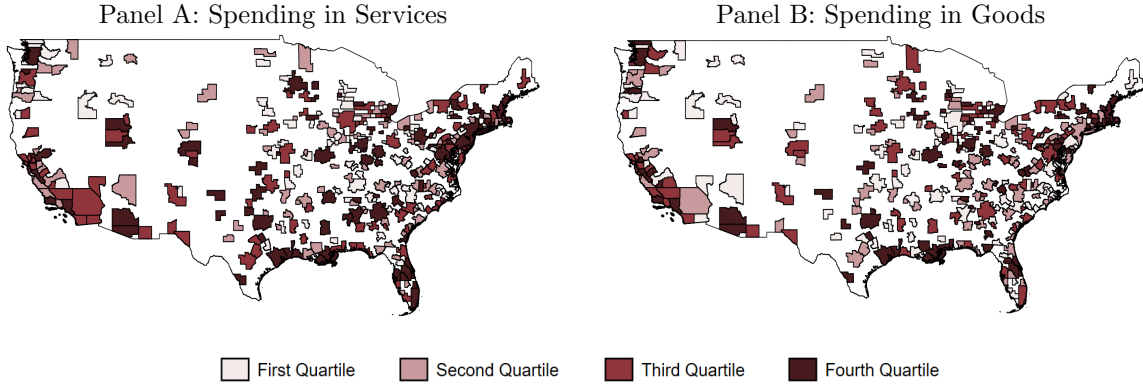 Panel A: Spending in Services
Panel B: Spending in Goods
First Quartile
Second Quartile
Third Quartile
Fourth Quartile